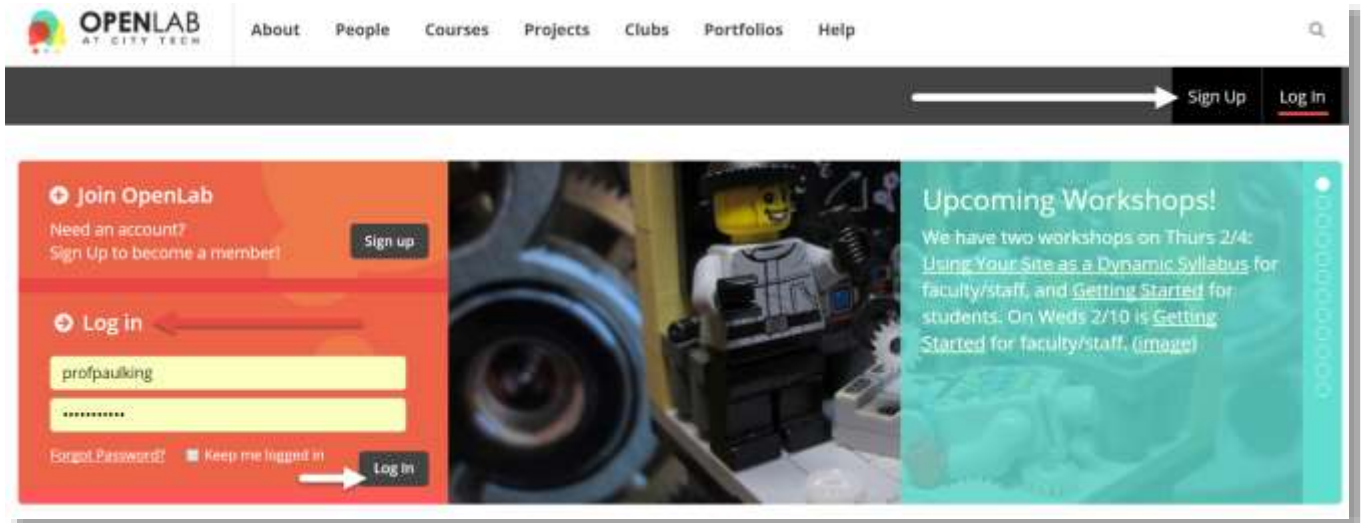 OPENLAB
AT CITY TECH
About People Courses Projects Clubs Portfolios Help
Sign Up Log In
Join OpenLab
Need an account?
Sign Up to become a member!
Sign up
Log in
profpaulking
•••••••••••
Forgot Password? Keep me logged in
Log In
Upcoming Workshops!
We have two workshops on Thurs 2/4:
Using Your Site as a Dynamic Syllabus for
faculty/staff, and Getting Started for
students. On Weds 2/10 is Getting
Started for faculty/staff. (image)